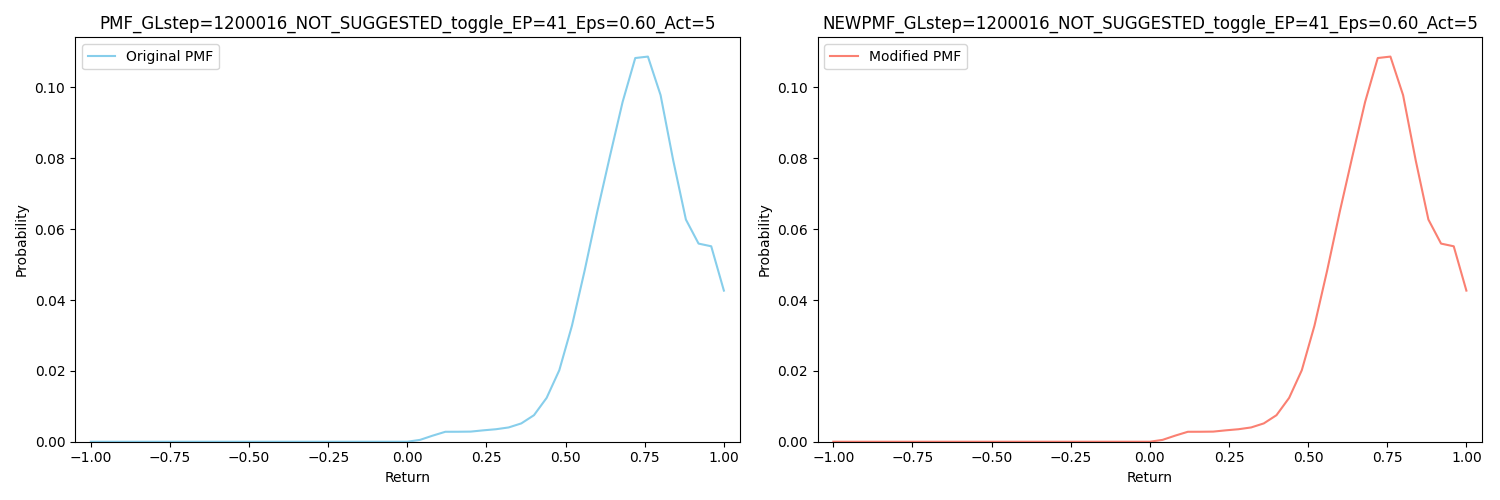 PMF_GLstep=1200016_NOT_SUGGESTED_toggle_EP=41_Eps=0.60_Act=5
Original PMF
Probability
0.10
0.08
0.06
0.04
0.02
0.00
−1.00 −0.75 −0.50 −0.25 0.00 0.25 0.50 0.75 1.00
Return
NEWPMF_GLstep=1200016_NOT_SUGGESTED_toggle_EP=41_Eps=0.60_Act=5
Modified PMF
Probability
0.10
0.08
0.06
0.04
0.02
0.00
−1.00 −0.75 −0.50 −0.25 0.00 0.25 0.50 0.75 1.00
Return